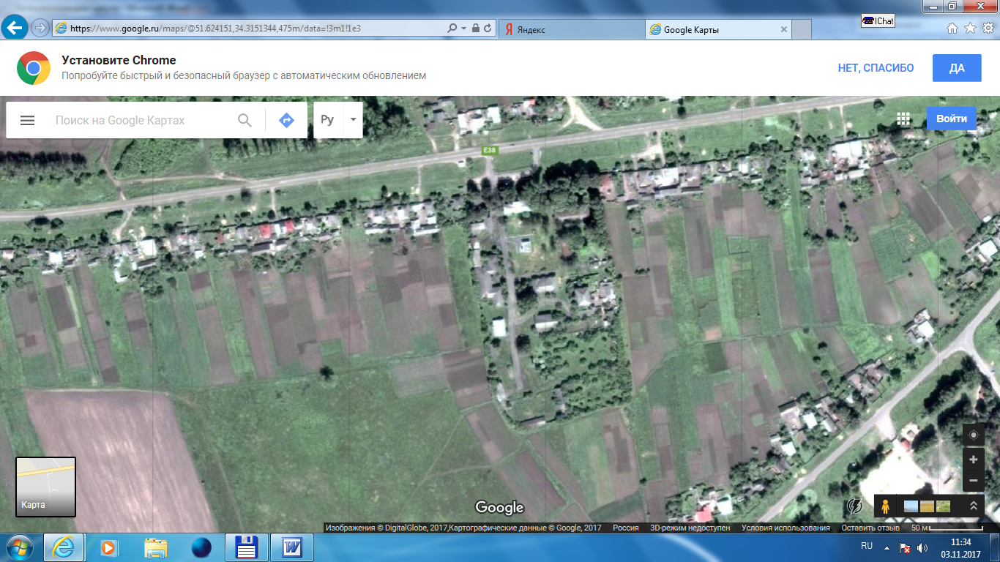 https://www.google.ru/maps/@51.624151,34.3151344,475m/data=!3m1!1e3
Яндекс
Google Карты
IChat
Установите Chrome
Попробуйте быстрый и безопасный браузер с автоматическим обновлением
НЕТ, СПАСИБО
ДА
Поиск на Google Картах
Ру
Войти
E38
Карта
Google
Изображения © DigitalGlobe, 2017,Картографические данные © Google, 2017
Россия
3D-режим недоступен
Условия использования
Оставить отзыв
50 м
RU
11:34
03.11.2017